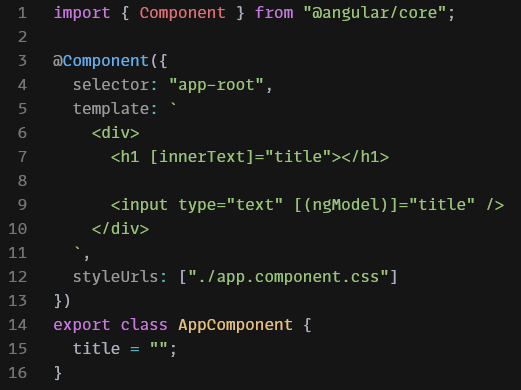 1 import { Component } from "@angular/core";
2
3 @Component({
4   selector: "app-root",
5   template: `
6     <div>
7       <h1 [innerText]="title"></h1>
8
9       <input type="text" [(ngModel)]="title" />
10     </div>
11   `,
12   styleUrls: ["./app.component.css"]
13 })
14 export class AppComponent {
15   title = "";
16 }